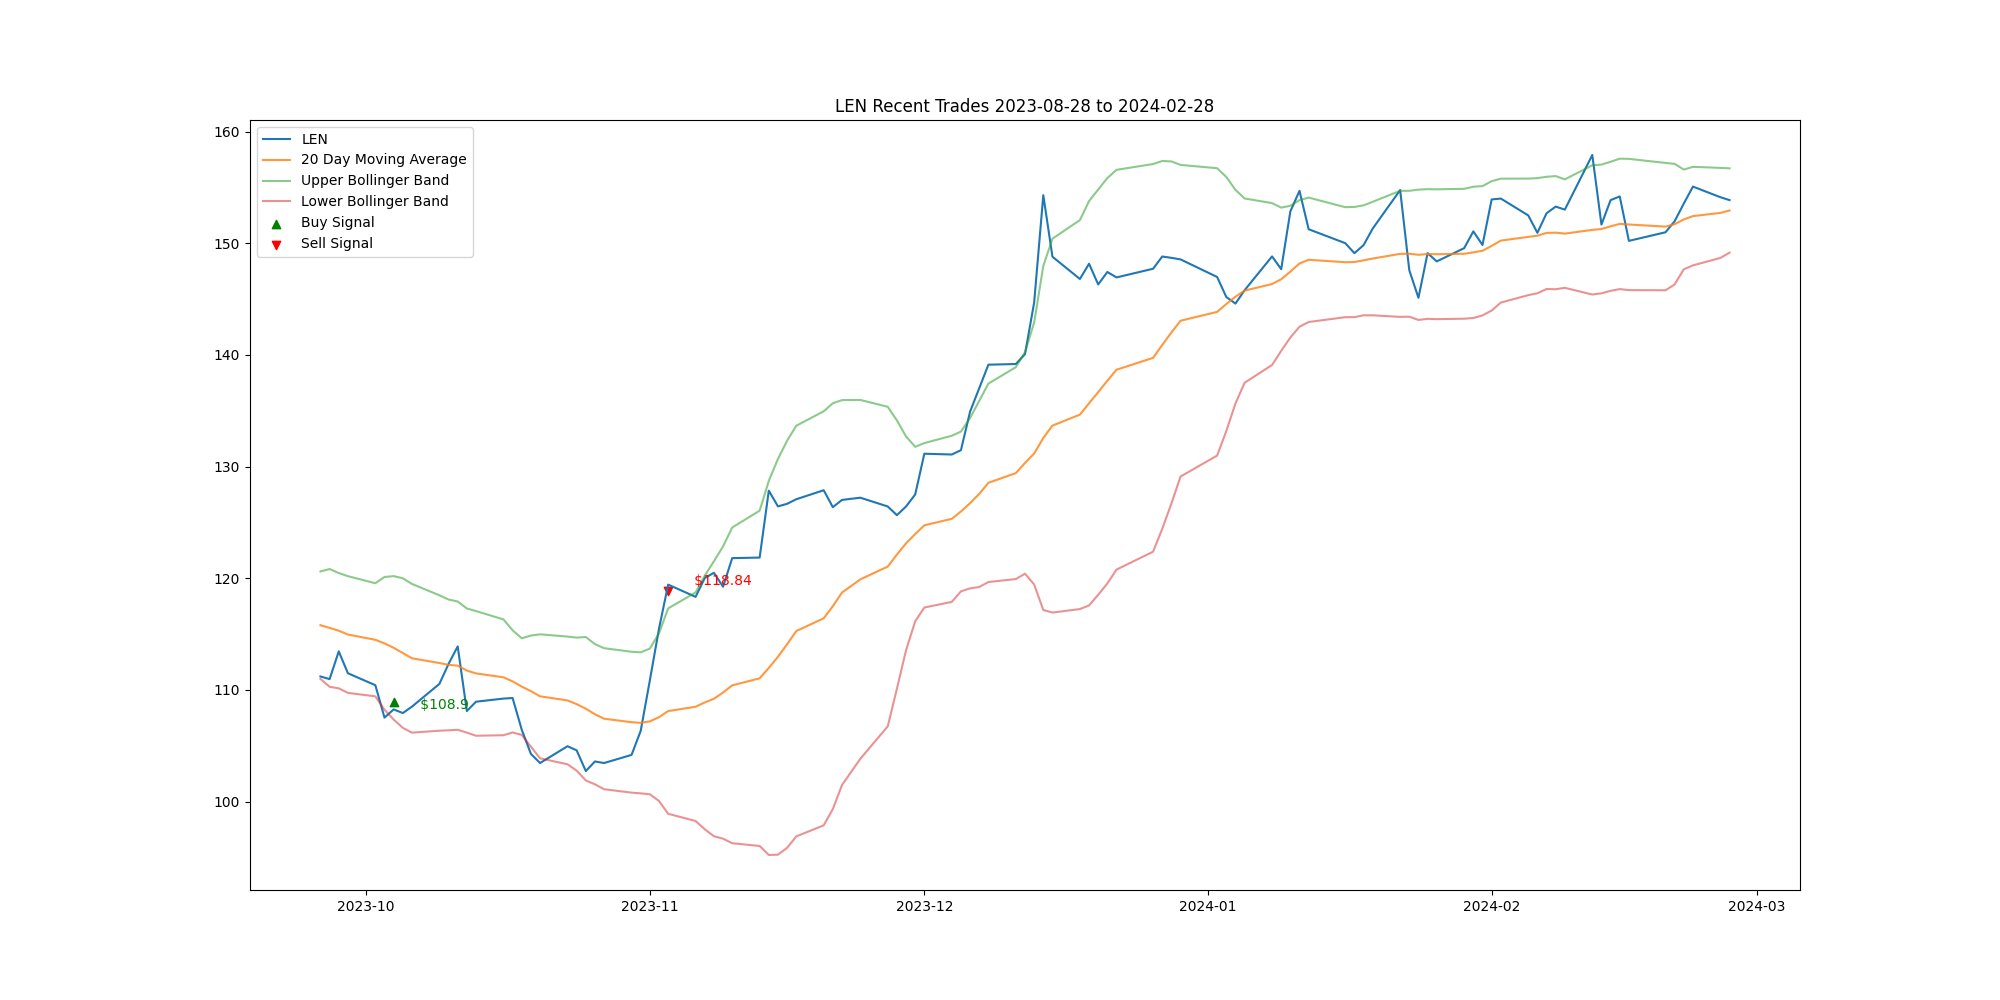 LEN Recent Trades 2023-08-28 to 2024-02-28
160
150
140
130
120
110
100
LEN
20 Day Moving Average
Upper Bollinger Band
Lower Bollinger Band
Buy Signal
Sell Signal
$118.84
$108.9
2023-10
2023-11
2023-12
2024-01
2024-02
2024-03